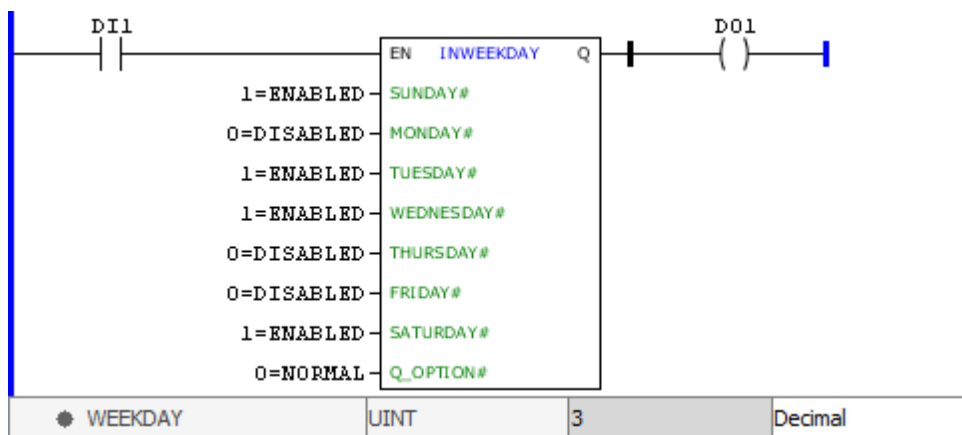 DI1 DO1
EN INWEEKDAY Q
1=ENABLED SUNDAY#
0=DISABLED MONDAY#
1=ENABLED TUESDAY#
1=ENABLED WEDNESDAY#
0=DISABLED THURSDAY#
0=DISABLED FRIDAY#
1=ENABLED SATURDAY#
0=NORMAL Q_OPTION#
WEEKDAY UINT 3 Decimal